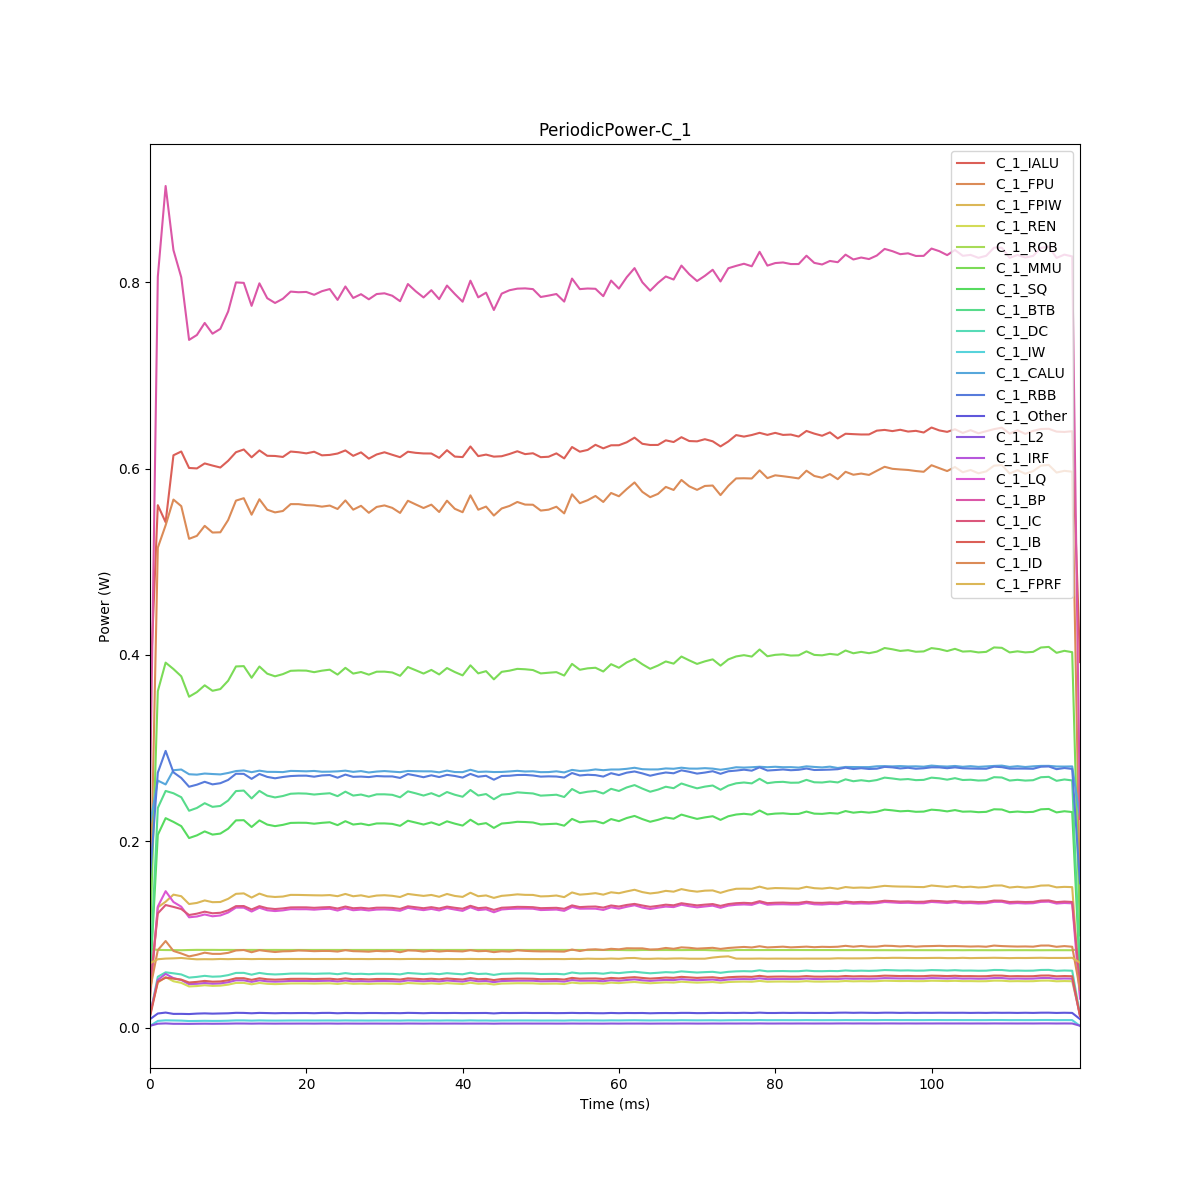 PeriodicPower-C_1
C_1_IALU
C_1_FPU
C_1_FPIW
C_1_REN
C_1_ROB
C_1_MMU
C_1_SQ
C_1_BTB
C_1_DC
C_1_IW
C_1_CALU
C_1_RBB
C_1_Other
C_1_L2
C_1_IRF
C_1_LQ
C_1_BP
C_1_IC
C_1_IB
C_1_ID
C_1_FPRF
Power (W)
0.8
0.6
0.4
0.2
0.0
0 20 40 60 80 100
Time (ms)